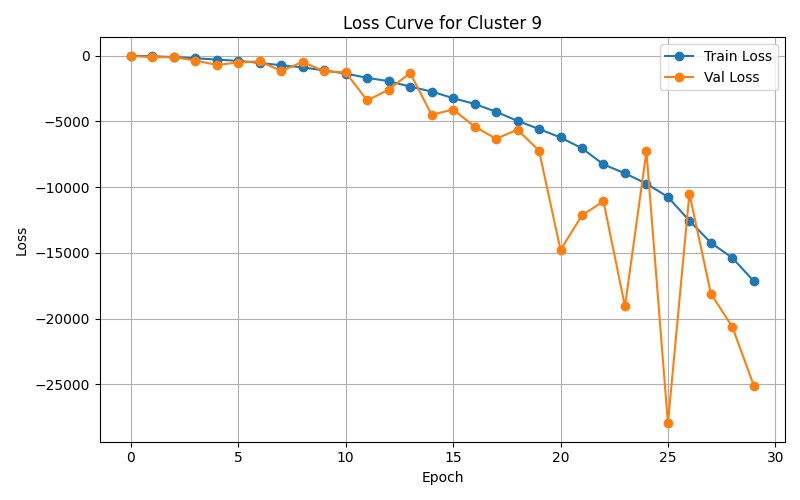 Loss Curve for Cluster 9
Train Loss
Val Loss
0
−5000
−10000
−15000
−20000
−25000
Loss
0 5 10 15 20 25 30
Epoch